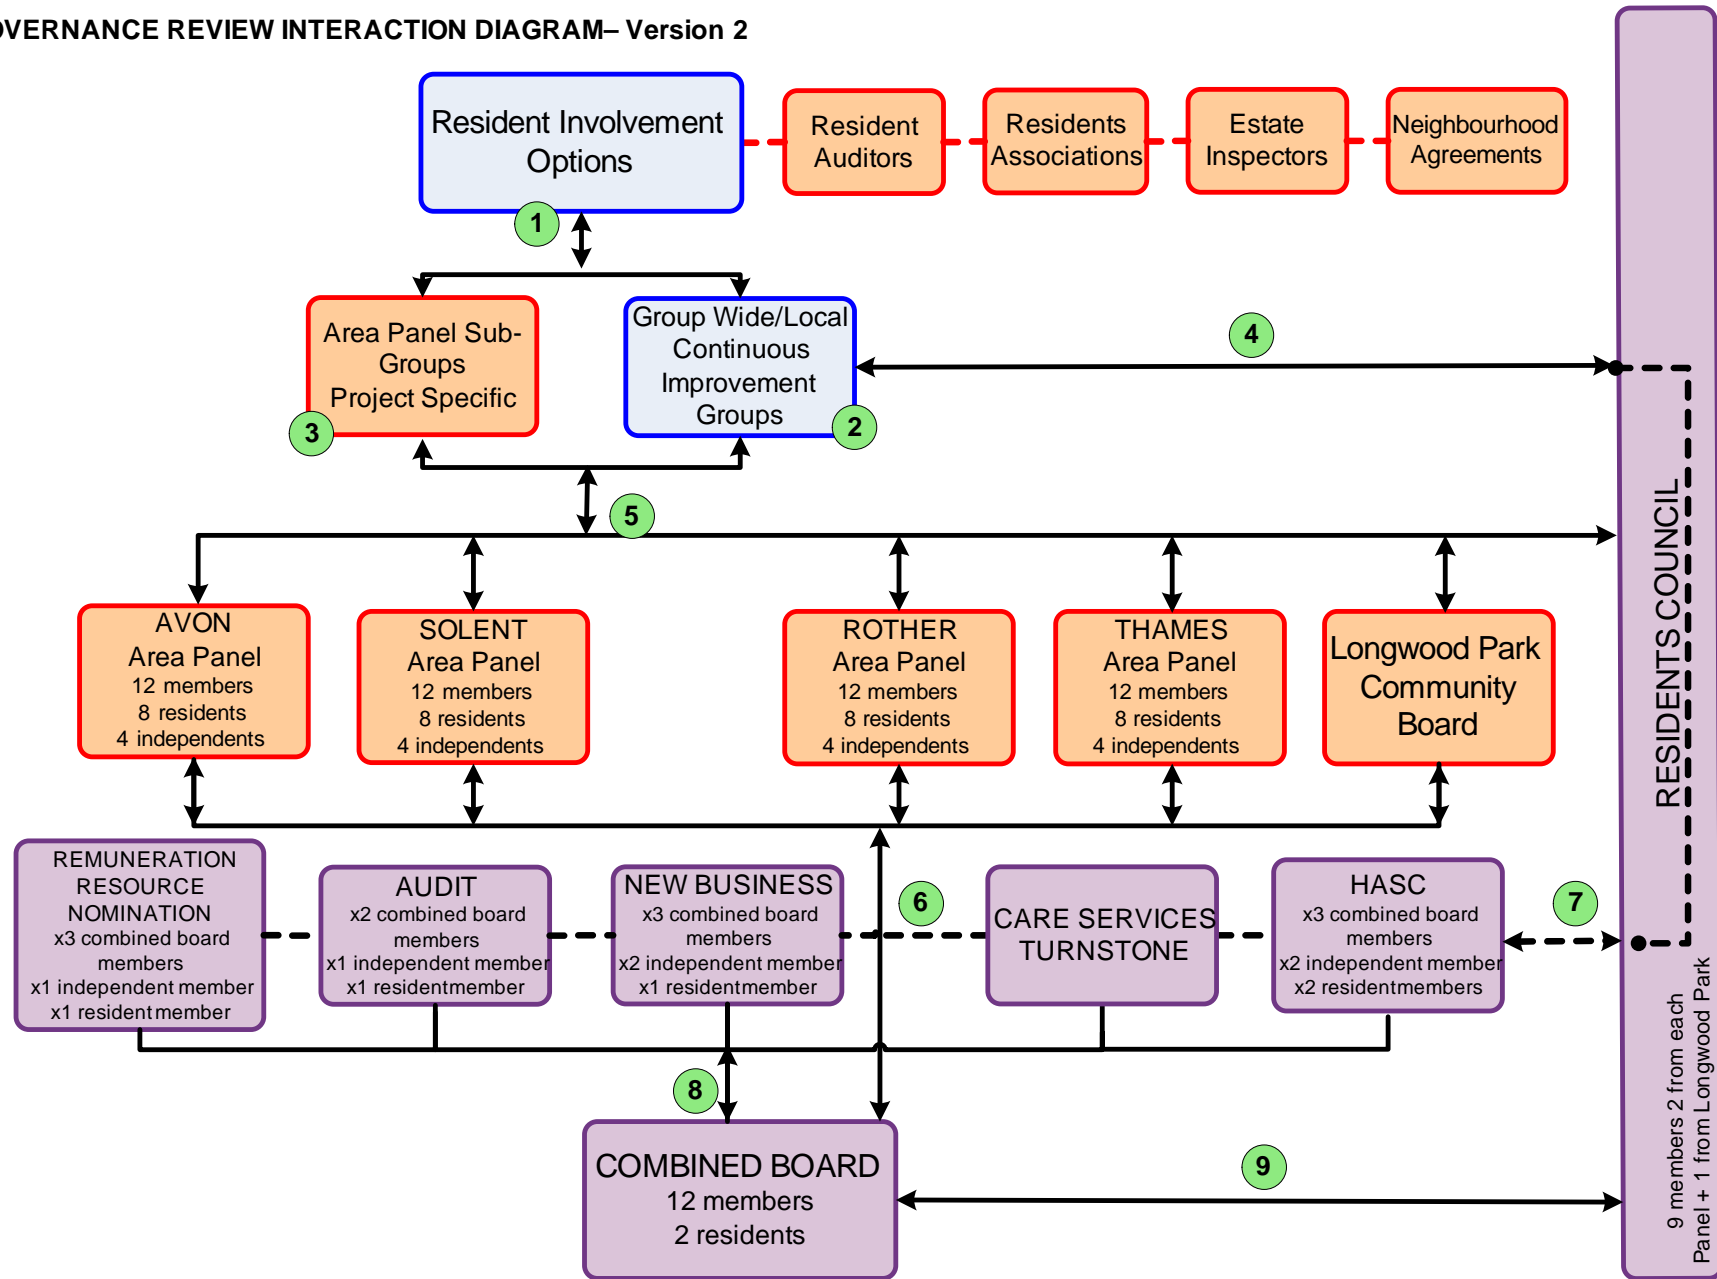 OVERNANCE REVIEW INTERACTION DIAGRAM– Version 2
Resident Involvement
Options
Resident
Auditors
Residents
Associations
Estate
Inspectors
Neighbourhood
Agreements
1
Area Panel Sub-
Groups
Project Specific
3
Group Wide/Local
Continuous
Improvement
Groups
2
4
5
AVON
Area Panel
12 members
8 residents
4 independents
SOLENT
Area Panel
12 members
8 residents
4 independents
ROTHER
Area Panel
12 members
8 residents
4 independents
THAMES
Area Panel
12 members
8 residents
4 independents
Longwood Park
Community
Board
REMUNERATION
RESOURCE
NOMINATION
x3 combined board
members
x1 independent member
x1 resident member
AUDIT
x2 combined board
members
x1 independent member
x1 resident member
NEW BUSINESS
x3 combined board
members
x2 independent member
x1 resident member
6
CARE SERVICES
TURNSTONE
HASC
x3 combined board
members
x2 independent member
x2 resident members
7
8
COMBINED BOARD
12 members
2 residents
9
RESIDENTS COUNCIL
9 members 2 from each
Panel + 1 from Longwood Park